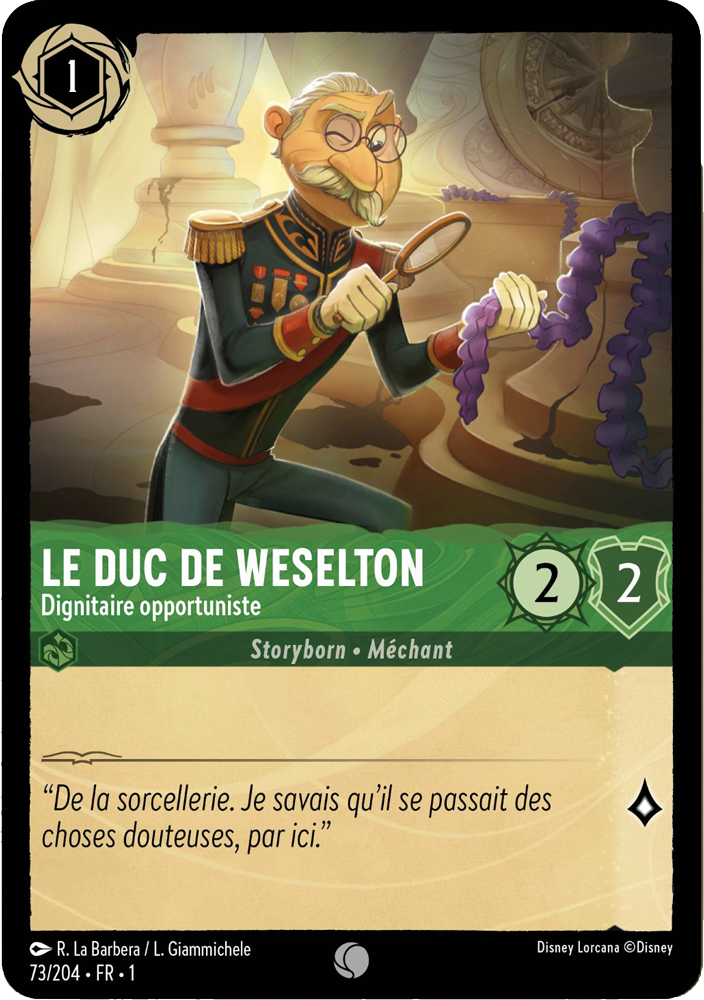 1
LE DUC DE WESELTON
Dignitaire opportuniste
2
2
Storyborn • Méchant
“De la sorcellerie. Je savais qu’il se passait des
choses douteuses, par ici.”
R. La Barbera / L. Giammichele
Disney Lorcana ©Disney
73/204 • FR • 1